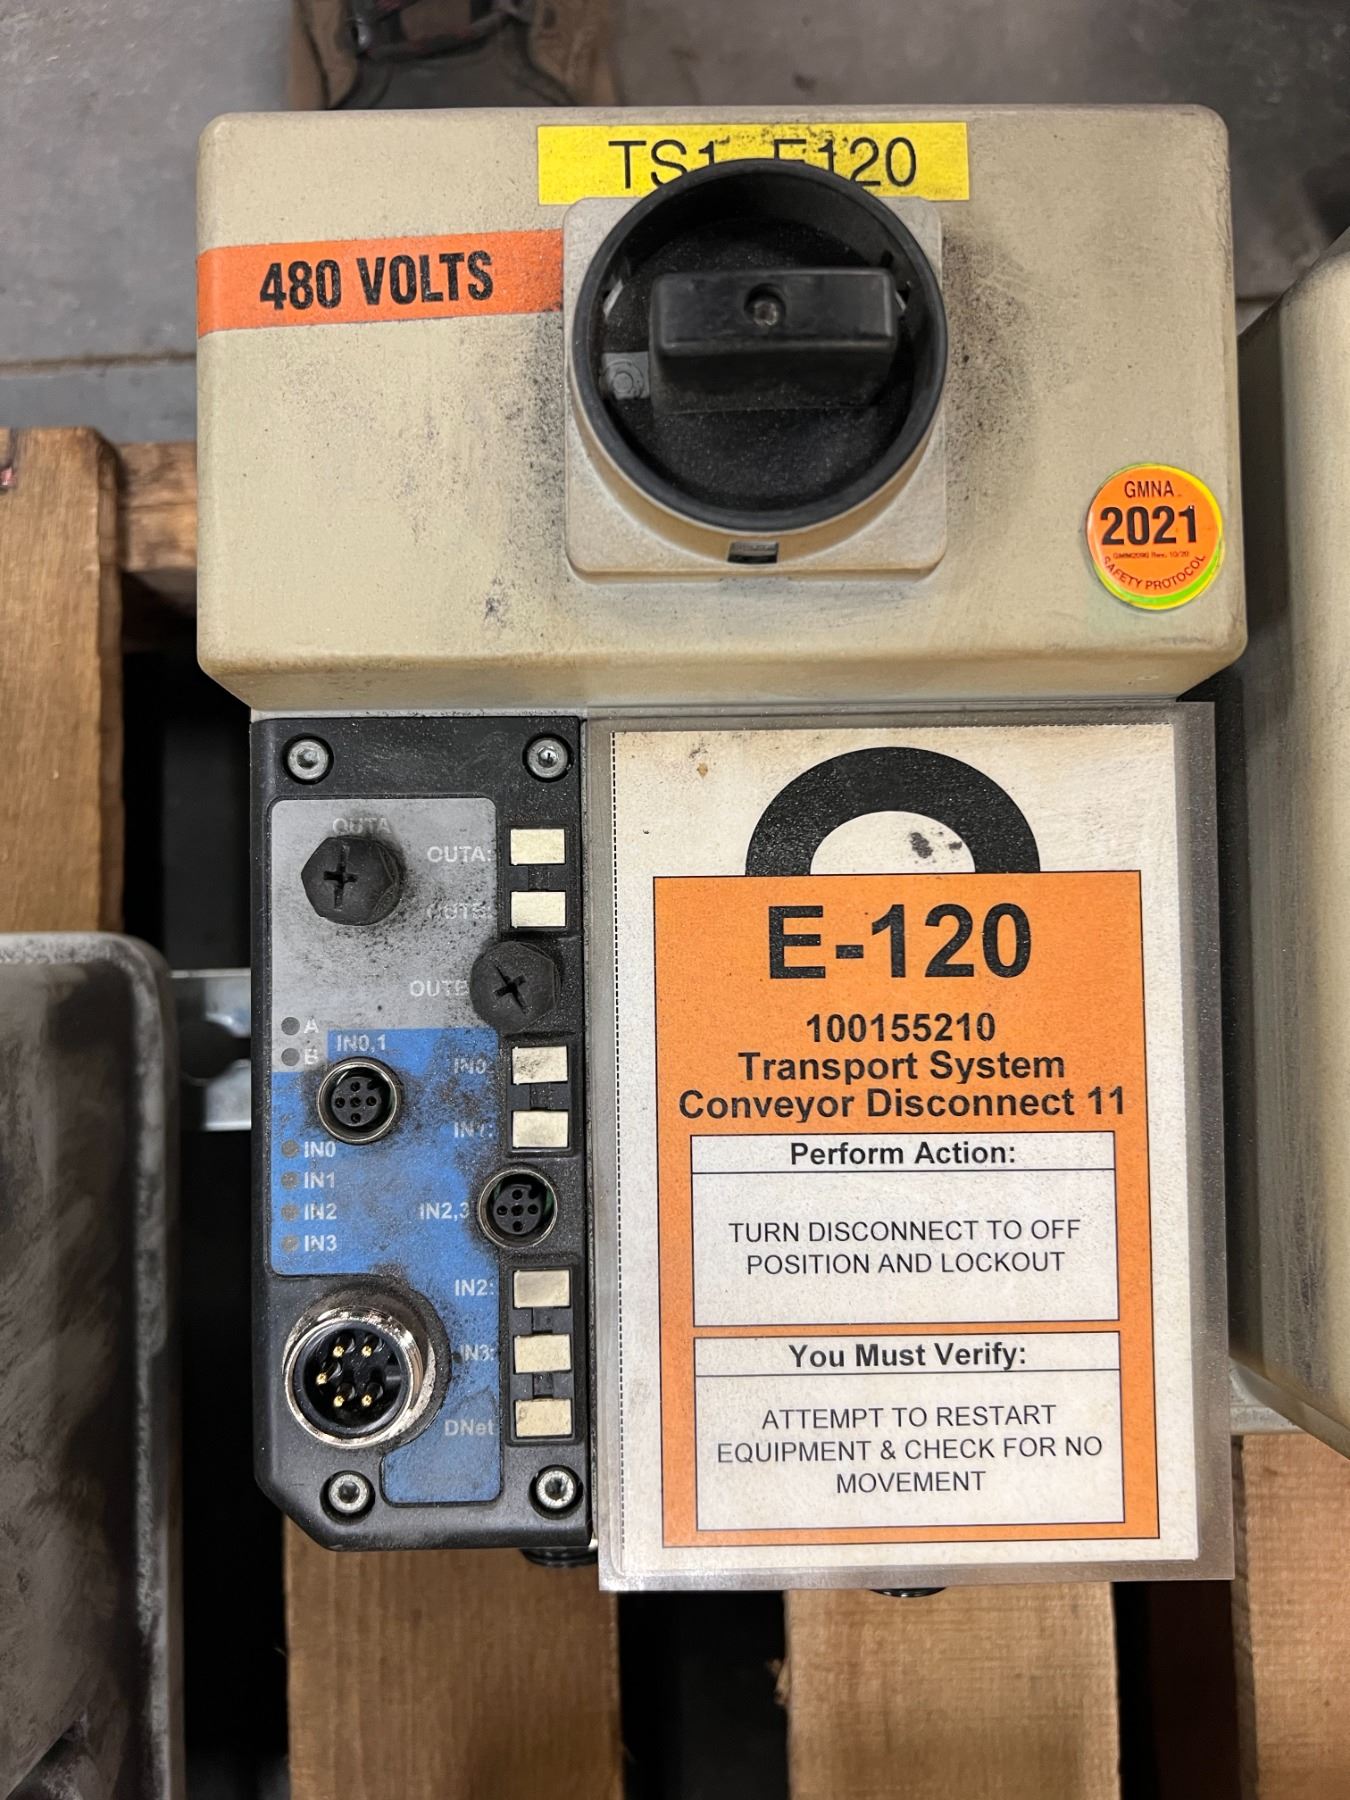 TS1 E120
480 VOLTS
GMNA
2021
SAFETY PROTOCOL
OUTA
OUTA:
OUTB:
OUTB
A
B
IN0,1
IN0
IN1:
IN0
IN1
IN2
IN3
IN2,3
IN2:
IN3:
DNet
E-120
100155210
Transport System
Conveyor Disconnect 11
Perform Action:
TURN DISCONNECT TO OFF
POSITION AND LOCKOUT
You Must Verify:
ATTEMPT TO RESTART
EQUIPMENT & CHECK FOR NO
MOVEMENT